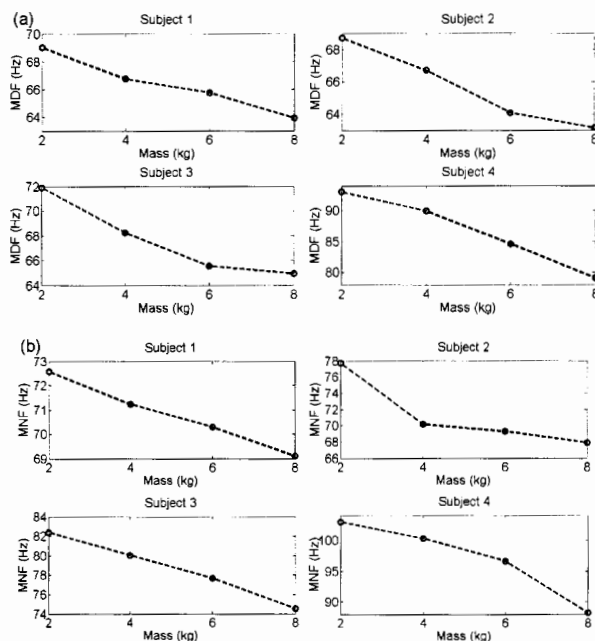 (a)
Subject 1
70
68
66
64
MDF (Hz)
2 4 6 8
Mass (kg)
Subject 2
68
66
64
MDF (Hz)
2 4 6 8
Mass (kg)
Subject 3
72
70
68
66
64
MDF (Hz)
2 4 6 8
Mass (kg)
Subject 4
90
85
80
MDF (Hz)
2 4 6 8
Mass (kg)
(b)
Subject 1
73
72
71
70
69
MNF (Hz)
2 4 6 8
Mass (kg)
Subject 2
78
76
74
72
70
68
66
MNF (Hz)
2 4 6 8
Mass (kg)
Subject 3
84
82
80
78
76
74
MNF (Hz)
2 4 6 8
Mass (kg)
Subject 4
100
95
90
MNF (Hz)
2 4 6 8
Mass (kg)